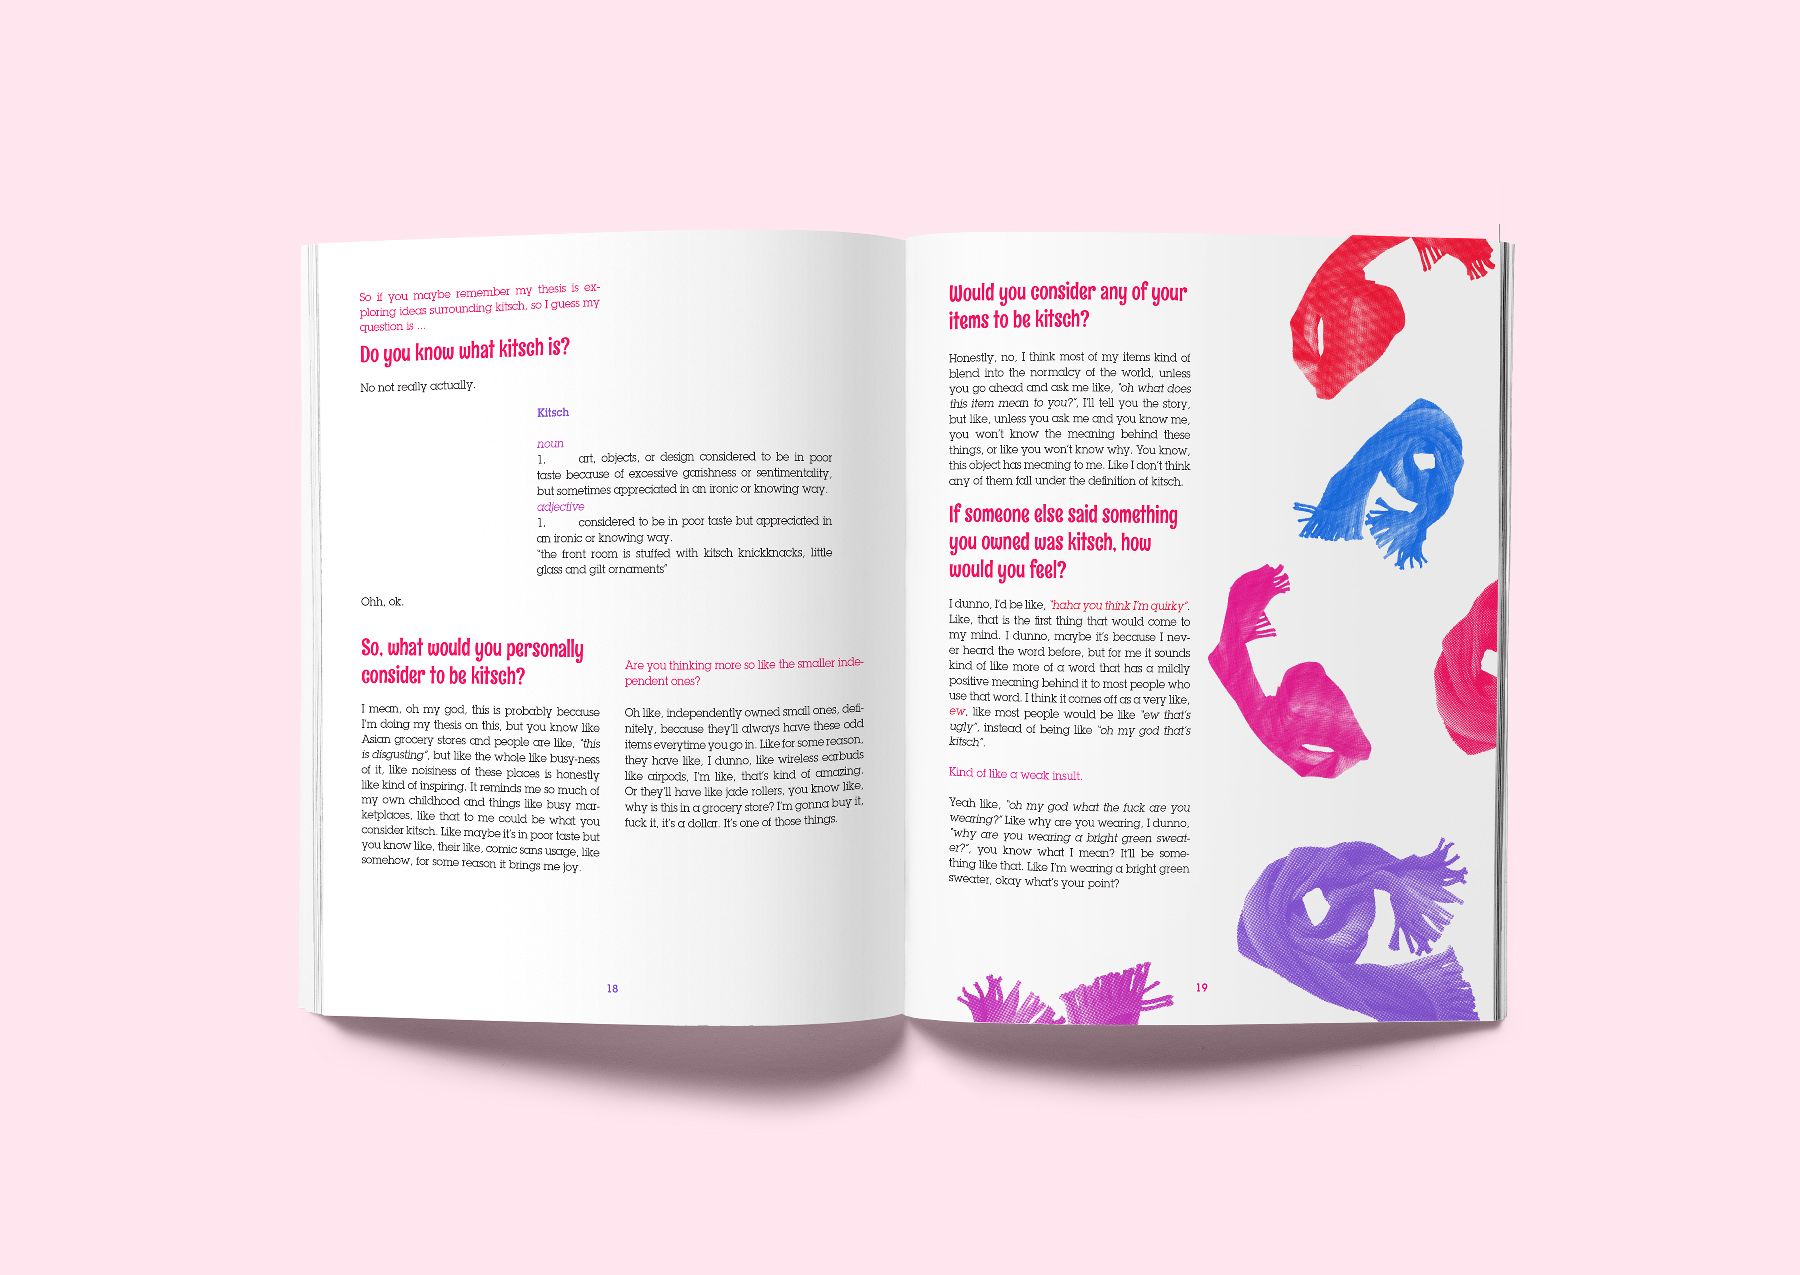 So if you maybe remember my thesis is ex-
ploring ideas surrounding kitsch, so I guess my
question is ...
Do you know what kitsch is?
No not really actually.
Kitsch
noun
1. art, objects, or design considered to be in poor
taste because of excessive garishness or sentimentality,
but sometimes appreciated in an ironic or knowing way.
adjective
1. considered to be in poor taste but appreciated in
an ironic or knowing way.
"the front room is stuffed with kitsch knickknacks, little
glass and gilt ornaments"
Ohh, ok.
So, what would you personally
consider to be kitsch?
I mean, oh my god, this is probably because
I'm doing my thesis on this, but you know like
Asian grocery stores and people are like, "this
is disgusting", but like the whole like busy-ness
of it, like noisiness of these places is honestly
like kind of inspiring. It reminds me so much of
my own childhood and things like busy mar-
ketplaces, like that to me could be what you
consider kitsch. Like maybe it's in poor taste but
you know like, their like, comic sans usage, like
somehow, for some reason it brings me joy.
Are you thinking more so like the smaller inde-
pendent ones?
Oh like, independently owned small ones, defi-
nitely, because they'll always have these odd
items everytime you go in. Like for some reason,
they have like, I dunno, like wireless earbuds
like airpods, I'm like, that's kind of amazing.
Or they'll have like jade rollers, you know like,
why is this in a grocery store? I'm gonna buy it,
fuck it, it's a dollar. It's one of those things.
18
Would you consider any of your
items to be kitsch?
Honestly, no, I think most of my items kind of
blend into the normalcy of the world, unless
you go ahead and ask me like, "oh what does
this item mean to you?", I'll tell you the story,
but like, unless you ask me and you know me,
you won't know the meaning behind these
things, or like you won't know why. You know,
this object has meaning to me. Like I don't think
any of them fall under the definition of kitsch.
If someone else said something
you owned was kitsch, how
would you feel?
I dunno, I'd be like, "haha you think I'm quirky".
Like, that is the first thing that would come to
my mind. I dunno, maybe it's because I nev-
er heard the word before, but for me it sounds
kind of like more of a word that has a mildly
positive meaning behind it to most people who
use that word. I think it comes off as a very like,
ew, like most people would be like "ew that's
ugly", instead of being like "oh my god that's
kitsch".
Kind of like a weak insult.
Yeah like, "oh my god what the fuck are you
wearing?" Like why are you wearing, I dunno,
"why are you wearing a bright green sweat-
er?", you know what I mean? It'll be some-
thing like that. Like I'm wearing a bright green
sweater, okay what's your point?
19